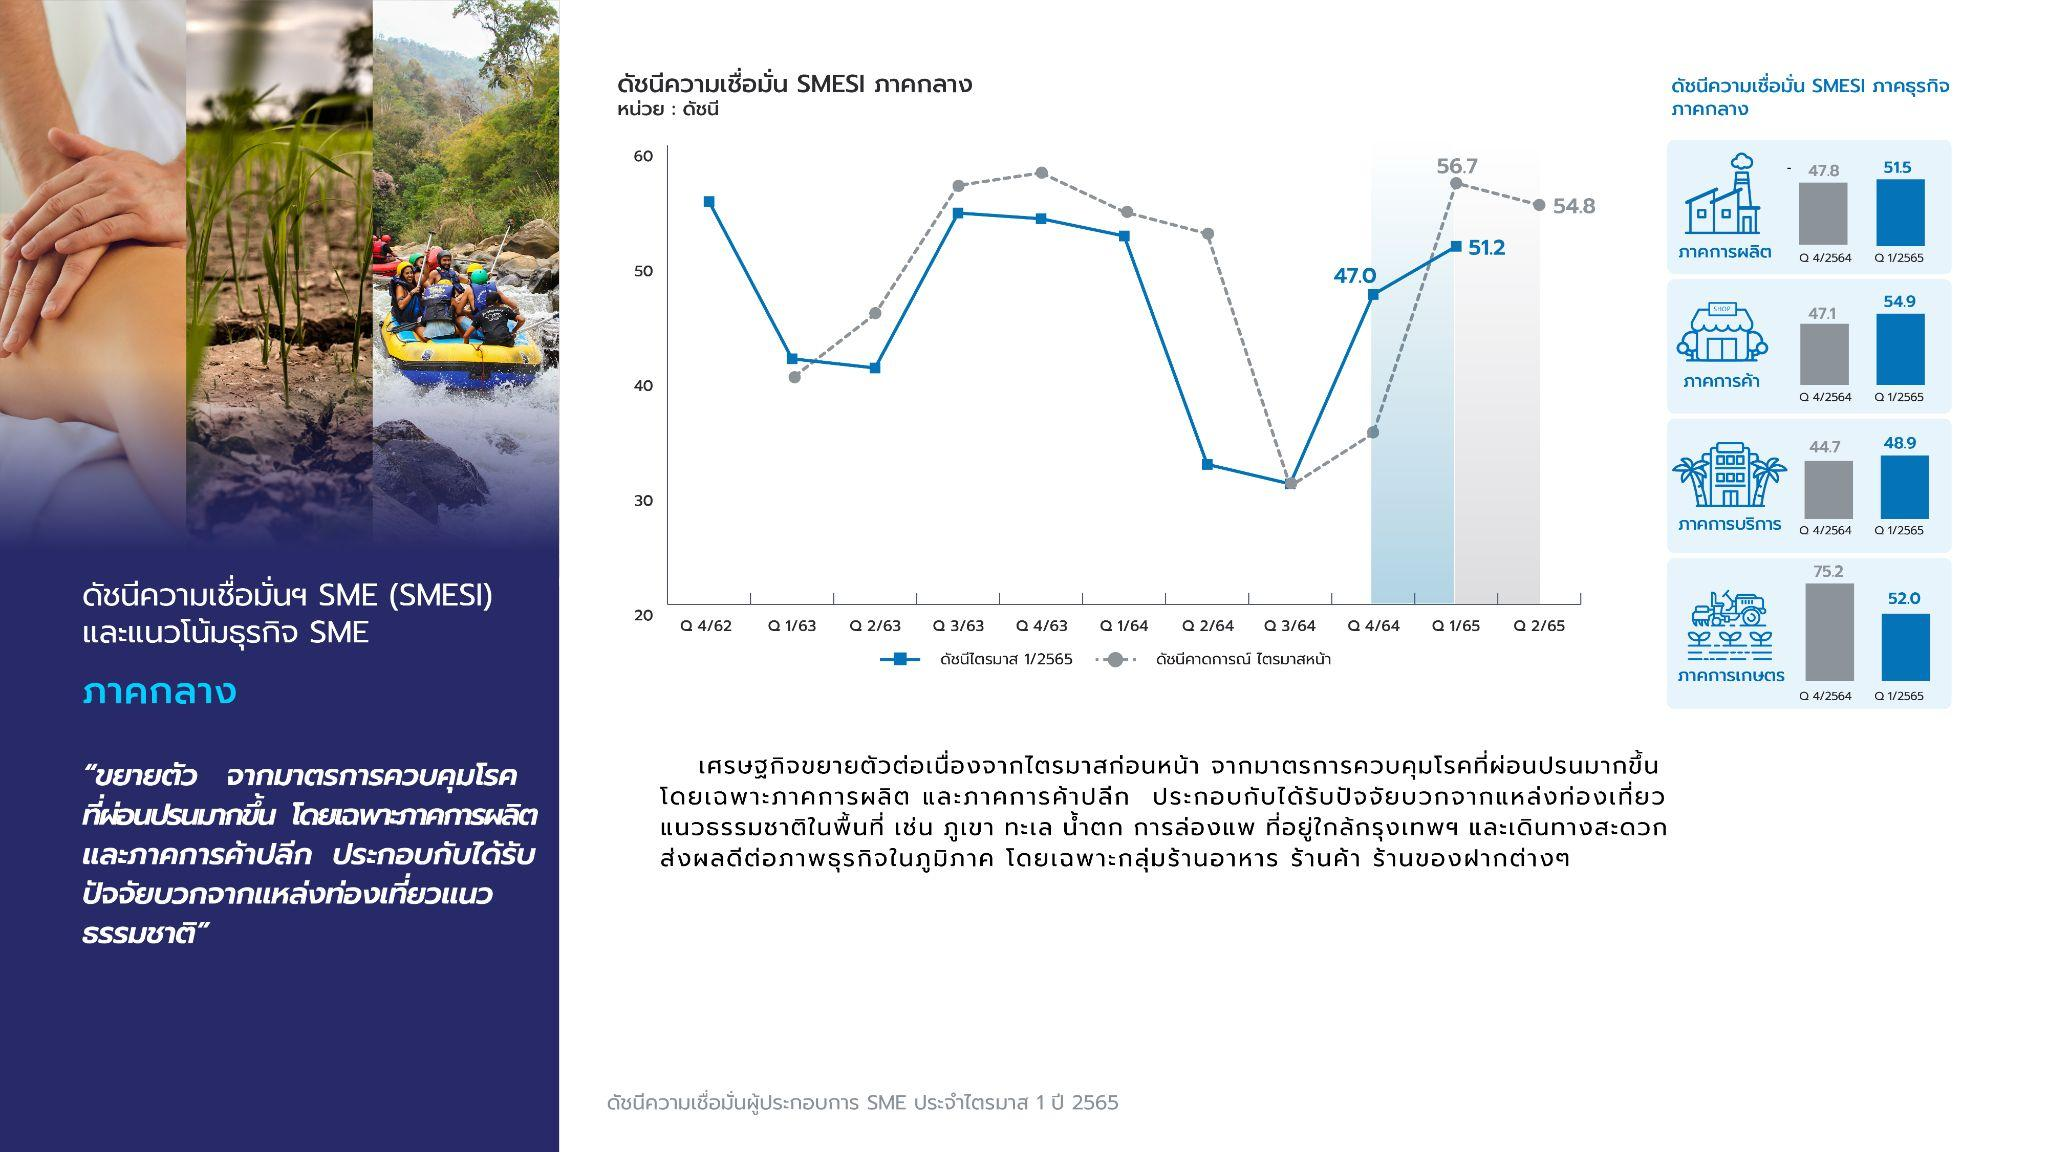 ดัชนีความเชื่อมั่นฯ SME (SMESI)
และแนวโน้มธุรกิจ SME
ภาคกลาง
“ขยายตัว จากมาตรการควบคุมโรค
ที่ผ่อนปรนมากขึ้น โดยเฉพาะภาคการผลิต
และภาคการค้าปลีก ประกอบกับได้รับ
ปัจจัยบวกจากแหล่งท่องเที่ยวแนว
ธรรมชาติ”
ดัชนีความเชื่อมั่น SMESI ภาคกลาง
หน่วย : ดัชนี
60
50
40
30
20
47.0
51.2
56.7
54.8
Q 4/62 Q 1/63 Q 2/63 Q 3/63 Q 4/63 Q 1/64 Q 2/64 Q 3/64 Q 4/64 Q 1/65 Q 2/65
ดัชนีไตรมาส 1/2565 ดัชนีคาดการณ์ ไตรมาสหน้า
ดัชนีความเชื่อมั่น SMESI ภาคธุรกิจ
ภาคกลาง
- 47.8 51.5
ภาคการผลิต
Q 4/2564 Q 1/2565
SHOP
47.1 54.9
ภาคการค้า
Q 4/2564 Q 1/2565
44.7 48.9
ภาคการบริการ
Q 4/2564 Q 1/2565
75.2 52.0
ภาคการเกษตร
Q 4/2564 Q 1/2565
เศรษฐกิจขยายตัวต่อเนื่องจากไตรมาสก่อนหน้า จากมาตรการควบคุมโรคที่ผ่อนปรนมากขึ้น
โดยเฉพาะภาคการผลิต และภาคการค้าปลีก ประกอบกับได้รับปัจจัยบวกจากแหล่งท่องเที่ยว
แนวธรรมชาติในพื้นที่ เช่น ภูเขา ทะเล น้ำตก การล่องแพ ที่อยู่ใกล้กรุงเทพฯ และเดินทางสะดวก
ส่งผลดีต่อภาพธุรกิจในภูมิภาค โดยเฉพาะกลุ่มร้านอาหาร ร้านค้า ร้านของฝากต่างๆ
ดัชนีความเชื่อมั่นผู้ประกอบการ SME ประจำไตรมาส 1 ปี 2565